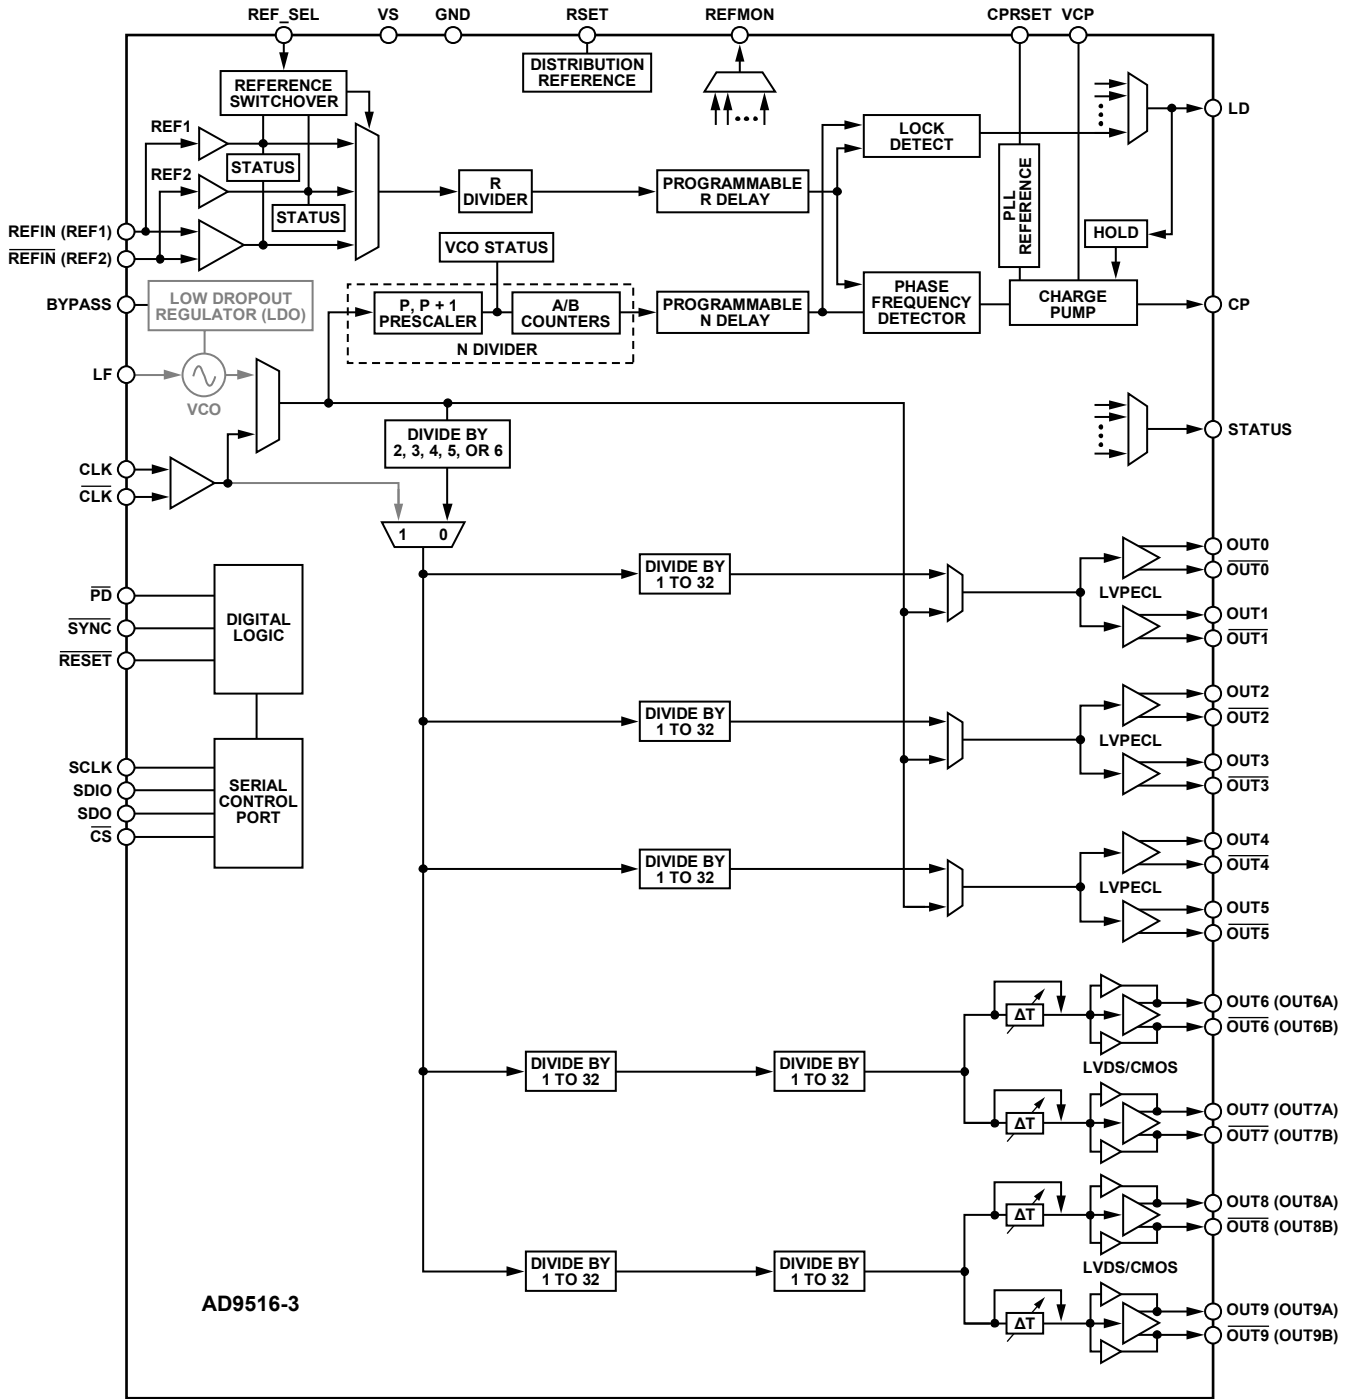 REF_SEL VS GND RSET REFMON CPRSET VCP
DISTRIBUTION
REFERENCE
REFERENCE
SWITCHOVER
REF1
STATUS
REF2
STATUS
REFIN (REF1)
REFIN (REF2)
R
DIVIDER
PROGRAMMABLE
R DELAY
LOCK
DETECT
LD
PLL
REFERENCE
HOLD
VCO STATUS
BYPASS
LOW DROPOUT
REGULATOR (LDO)
P, P + 1
PRESCALER
A/B
COUNTERS
N DIVIDER
PROGRAMMABLE
N DELAY
PHASE
FREQUENCY
DETECTOR
CHARGE
PUMP
CP
LF
VCO
DIVIDE BY
2, 3, 4, 5, OR 6
STATUS
CLK
CLK
1 0
PD
SYNC
RESET
DIGITAL
LOGIC
SCLK
SDIO
SDO
CS
SERIAL
CONTROL
PORT
DIVIDE BY
1 TO 32
LVPECL
OUT0
OUT0
OUT1
OUT1
DIVIDE BY
1 TO 32
LVPECL
OUT2
OUT2
OUT3
OUT3
DIVIDE BY
1 TO 32
LVPECL
OUT4
OUT4
OUT5
OUT5
DIVIDE BY
1 TO 32
DIVIDE BY
1 TO 32
ΔT
ΔT
LVDS/CMOS
OUT6 (OUT6A)
OUT6 (OUT6B)
OUT7 (OUT7A)
OUT7 (OUT7B)
DIVIDE BY
1 TO 32
DIVIDE BY
1 TO 32
ΔT
ΔT
LVDS/CMOS
OUT8 (OUT8A)
OUT8 (OUT8B)
OUT9 (OUT9A)
OUT9 (OUT9B)
AD9516-3